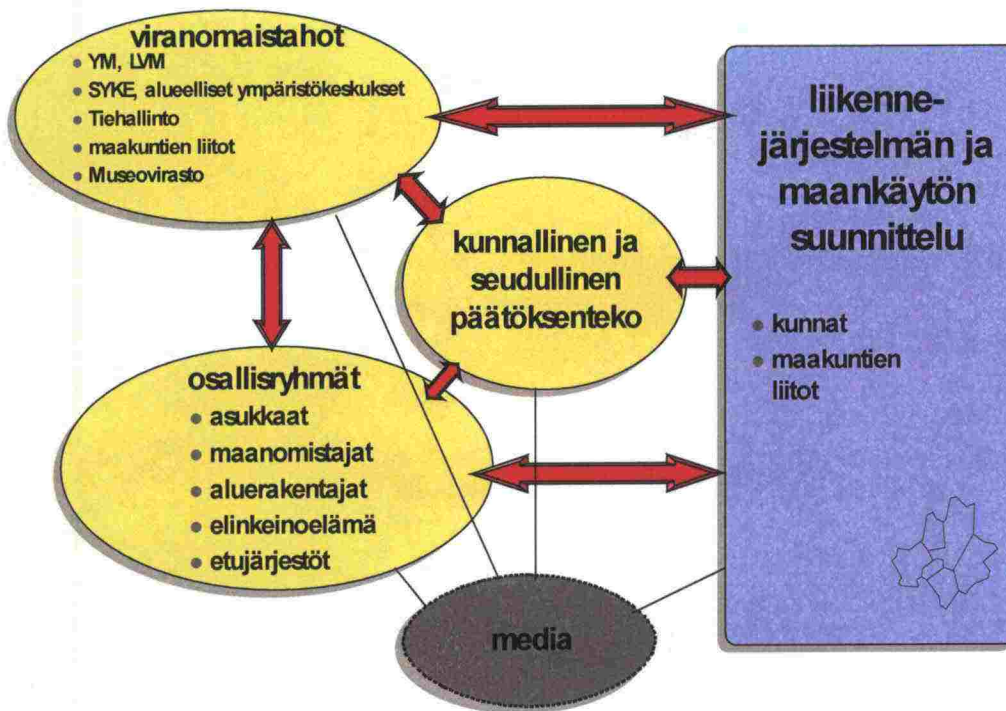 viranomaistahot
• YM, LVM
• SYKE, alueelliset ympäristökeskukset
• Tiehallinto
• maakuntien liitot
• Museovirasto
kunnallinen ja
seudullinen
päätöksenteko
osallisryhmät
• asukkaat
• maanomistajat
• aluerakentajat
• elinkeinoelämä
• etujärjestöt
media
liikenne-
järjestelmän ja
maankäytön
suunnittelu
• kunnat
• maakuntien
liitot